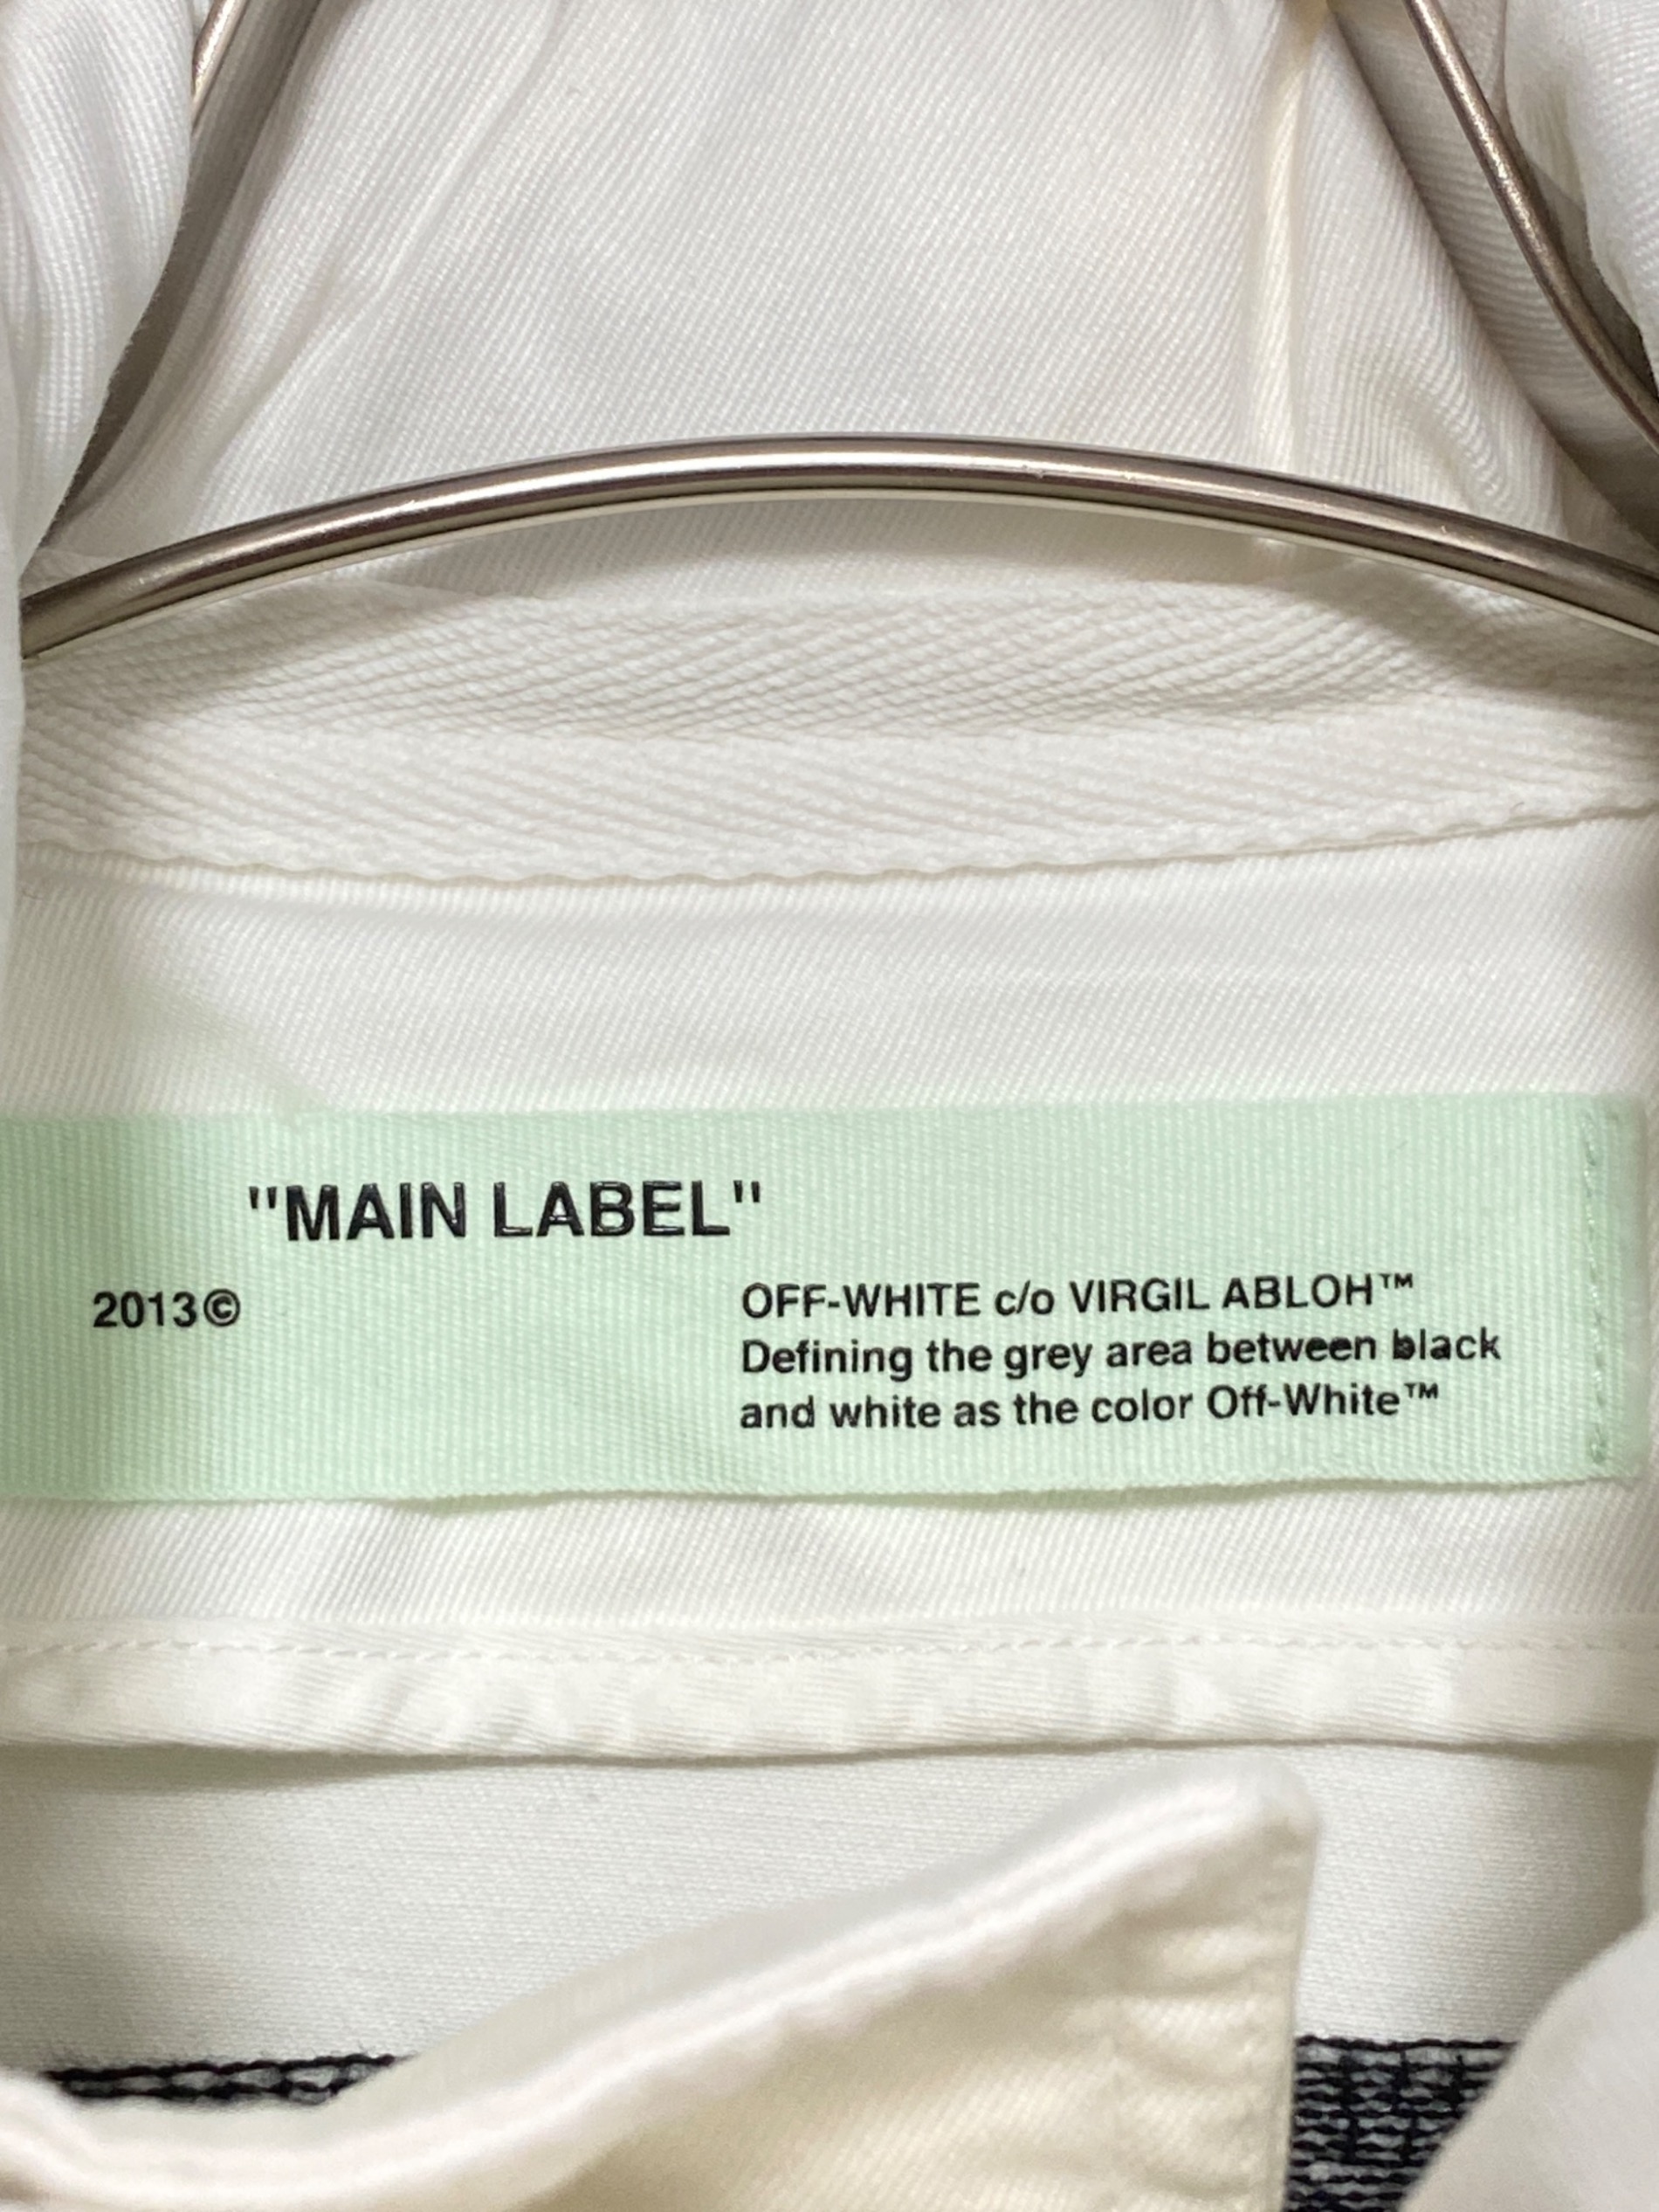 "MAIN LABEL"
2013©
OFF-WHITE c/o VIRGIL ABLOH™
Defining the grey area between black
and white as the color Off-White™